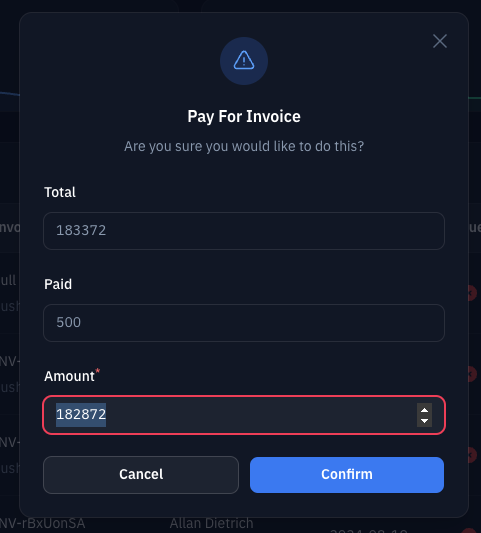 Pay For Invoice
Are you sure you would like to do this?
Total
183372
Paid
500
Amount*
182872
Cancel
Confirm
NV-rBxUonSA Allan Dietrich